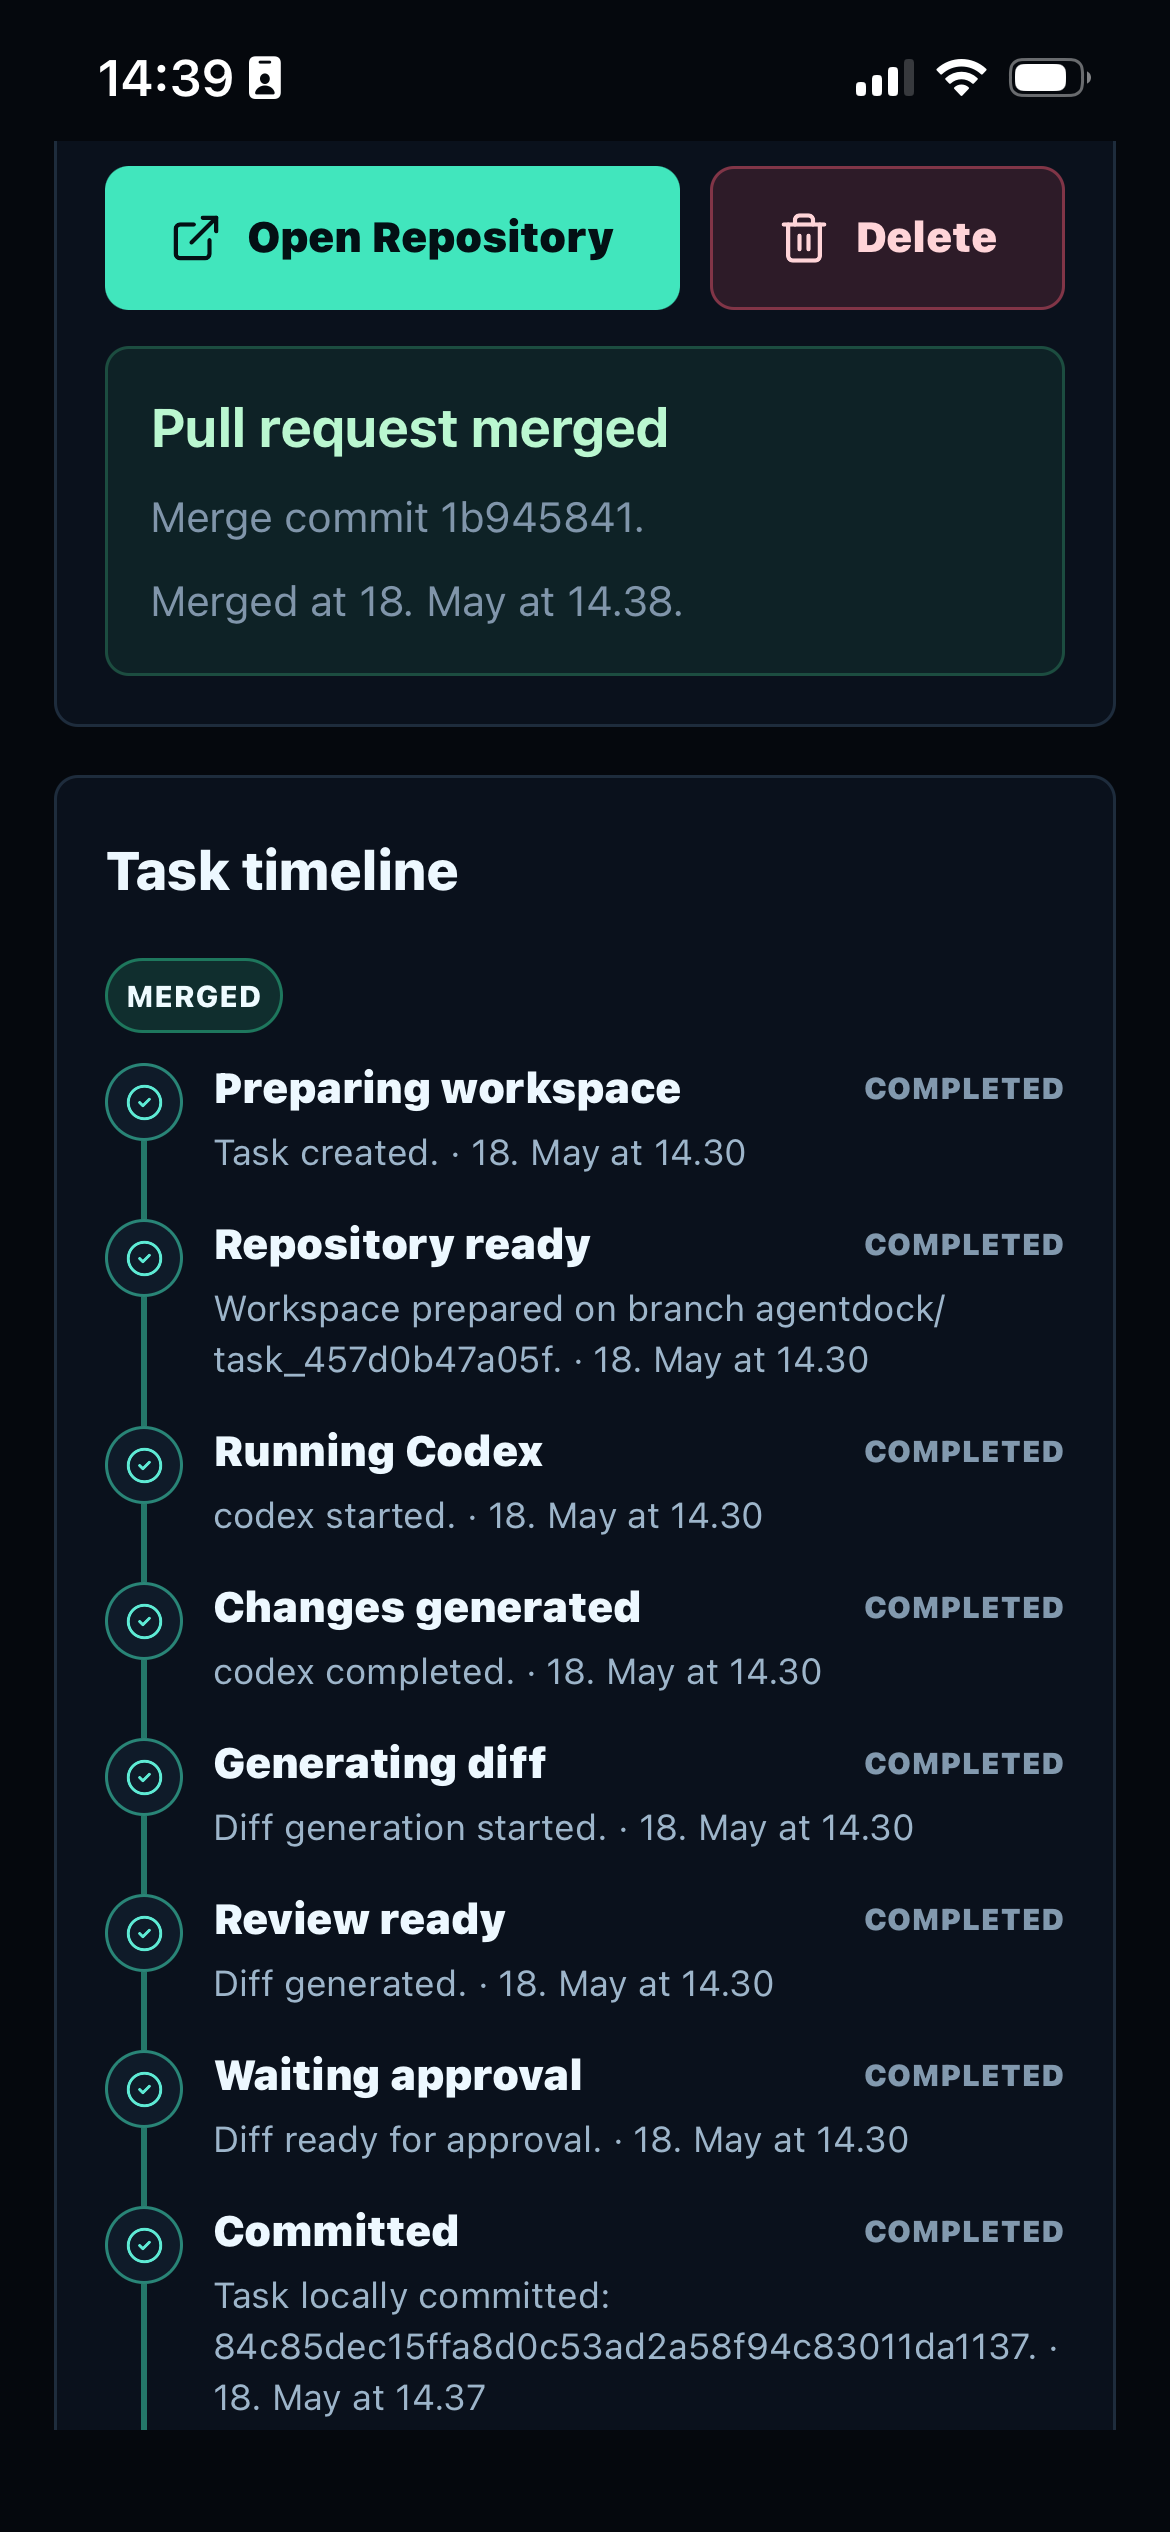 14:39
Open Repository
Delete
Pull request merged
Merge commit 1b945841.
Merged at 18. May at 14.38.
Task timeline
MERGED
Preparing workspace
COMPLETED
Task created. · 18. May at 14.30
Repository ready
COMPLETED
Workspace prepared on branch agentdock/
task_457d0b47a05f. · 18. May at 14.30
Running Codex
COMPLETED
codex started. · 18. May at 14.30
Changes generated
COMPLETED
codex completed. · 18. May at 14.30
Generating diff
COMPLETED
Diff generation started. · 18. May at 14.30
Review ready
COMPLETED
Diff generated. · 18. May at 14.30
Waiting approval
COMPLETED
Diff ready for approval. · 18. May at 14.30
Committed
COMPLETED
Task locally committed:
84c85dec15ffa8d0c53ad2a58f94c83011da1137. ·
18. May at 14.37